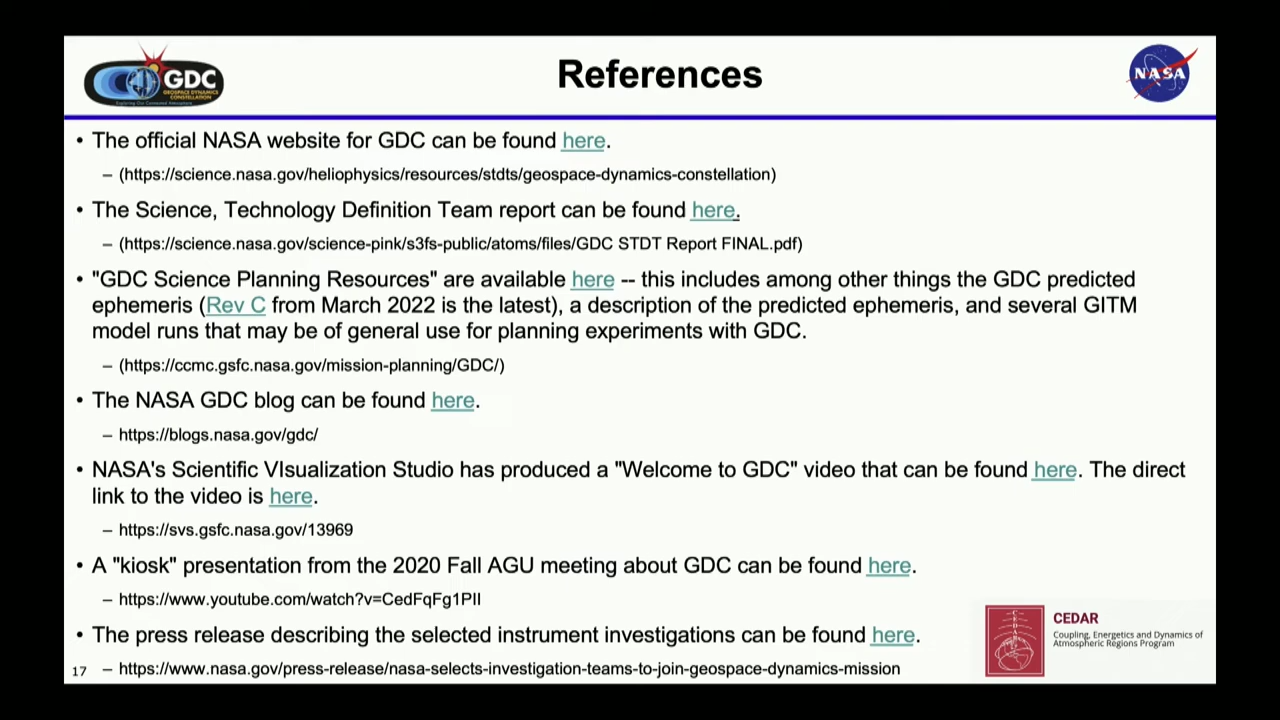 GDC
GEOSPACE DYNAMICS
CONSTELLATION
References
NASA
• The official NASA website for GDC can be found here.
– (https://science.nasa.gov/heliophysics/resources/stdts/geospace-dynamics-constellation)
• The Science, Technology Definition Team report can be found here.
– (https://science.nasa.gov/science-pink/s3fs-public/atoms/files/GDC STDT Report FINAL.pdf)
• "GDC Science Planning Resources" are available here -- this includes among other things the GDC predicted
ephemeris (Rev C from March 2022 is the latest), a description of the predicted ephemeris, and several GITM
model runs that may be of general use for planning experiments with GDC.
– (https://ccmc.gsfc.nasa.gov/mission-planning/GDC/)
• The NASA GDC blog can be found here.
– https://blogs.nasa.gov/gdc/
• NASA's Scientific VIsualization Studio has produced a "Welcome to GDC" video that can be found here. The direct
link to the video is here.
– https://svs.gsfc.nasa.gov/13969
• A "kiosk" presentation from the 2020 Fall AGU meeting about GDC can be found here.
– https://www.youtube.com/watch?v=CedFqFg1PII
• The press release describing the selected instrument investigations can be found here.
– https://www.nasa.gov/press-release/nasa-selects-investigation-teams-to-join-geospace-dynamics-mission
17
CEDAR
CEDAR
Coupling, Energetics and Dynamics of
Atmospheric Regions Program